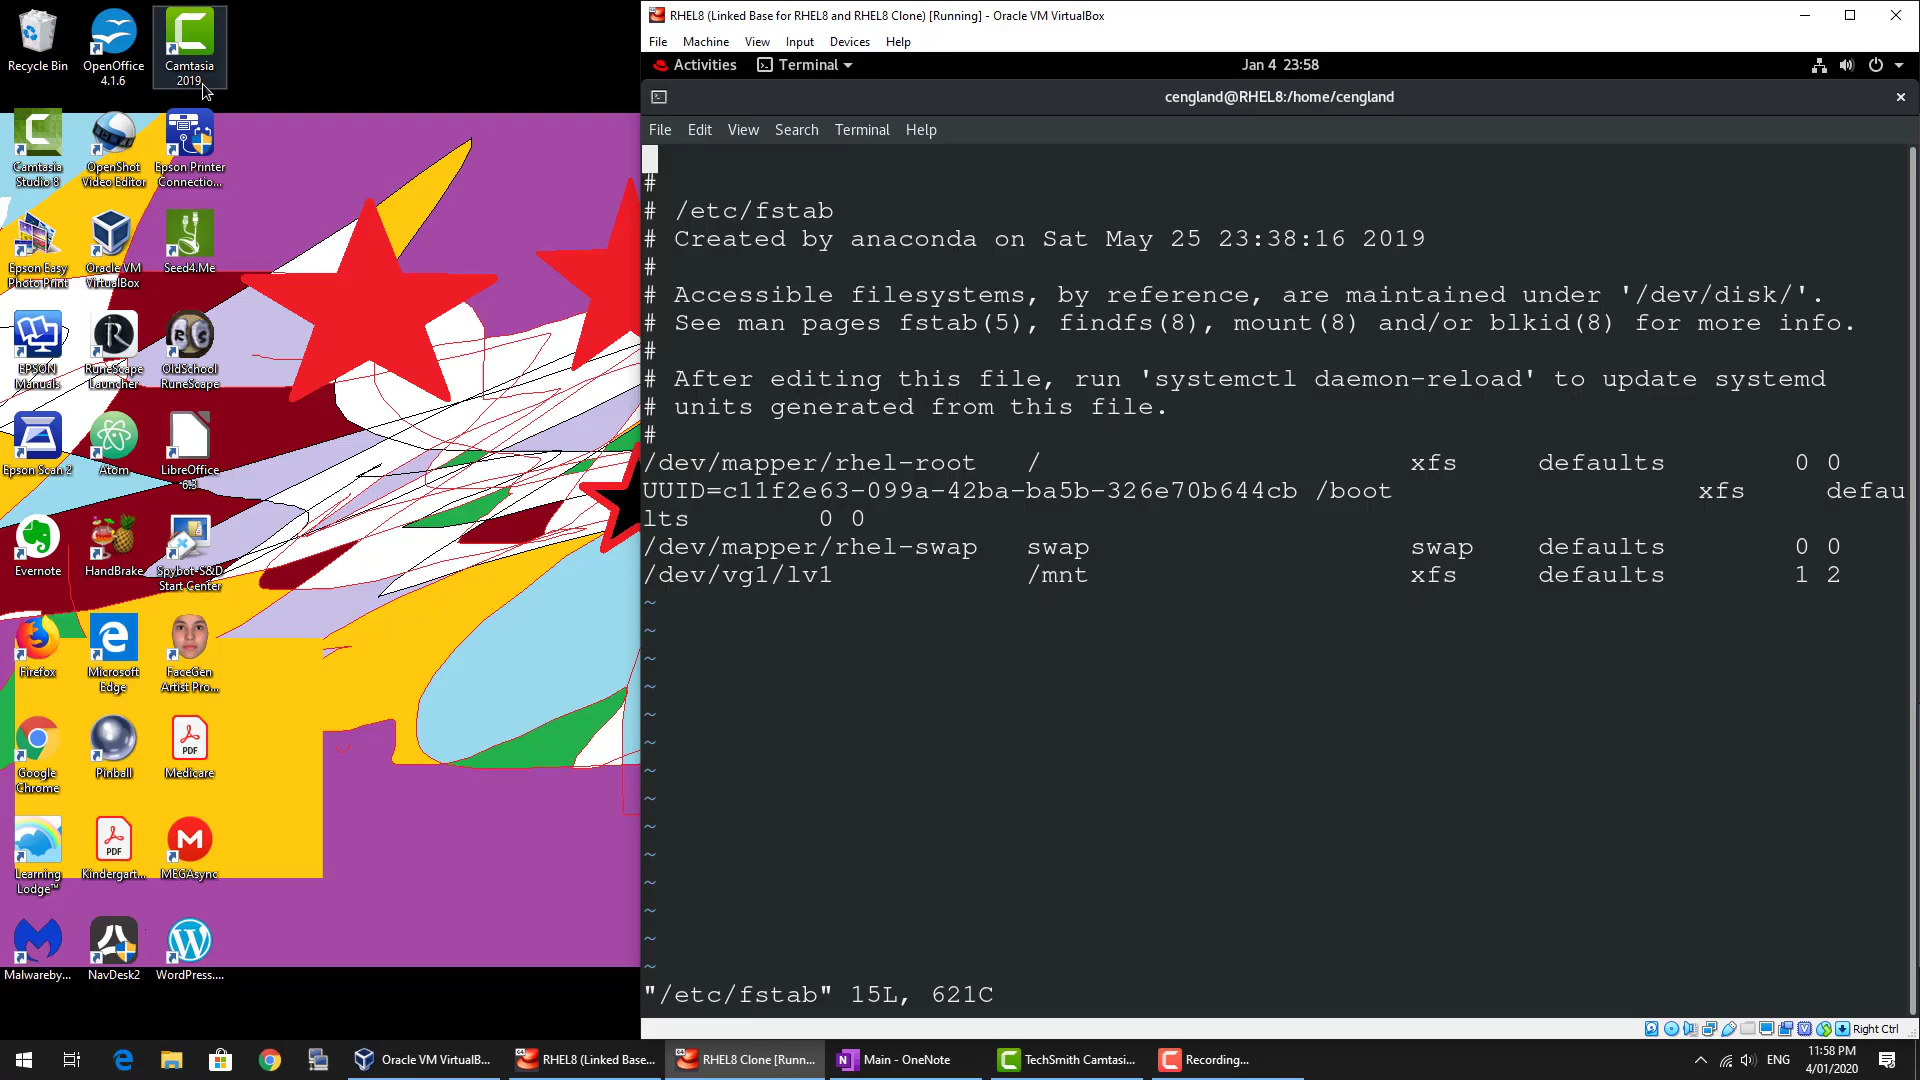 Recycle Bin
OpenOffice 4.1.6
Camtasia 2019
Camtasia Studio 8
OpenShot Video Editor
Epson Printer Connectio...
Epson Easy Photo Print
Oracle VM VirtualBox
Seed4.Me
EPSON Manuals
RuneScape Launcher
OldSchool RuneScape
Epson Scan 2
Atom
LibreOffice 6.3
Evernote
HandBrake
Spybot-S&D Start Center
Firefox
Microsoft Edge
FaceGen Artist Pro...
Google Chrome
Pinball
PDF
Medicare
Learning Lodge™
PDF
Kindergart...
MEGAsync
Malwareby...
NavDesk2
WordPress....
RHEL8 (Linked Base for RHEL8 and RHEL8 Clone) [Running] - Oracle VM VirtualBox
File Machine View Input Devices Help
Activities Terminal Jan 4 23:58
cengland@RHEL8:/home/cengland
File Edit View Search Terminal Help
#
# /etc/fstab
# Created by anaconda on Sat May 25 23:38:16 2019
#
# Accessible filesystems, by reference, are maintained under '/dev/disk/'.
# See man pages fstab(5), findfs(8), mount(8) and/or blkid(8) for more info.
#
# After editing this file, run 'systemctl daemon-reload' to update systemd
# units generated from this file.
#
/dev/mapper/rhel-root / xfs defaults 0 0
UUID=c11f2e63-099a-42ba-ba5b-326e70b644cb /boot xfs defau
lts 0 0
/dev/mapper/rhel-swap swap swap defaults 0 0
/dev/vg1/lv1 /mnt xfs defaults 1 2
~
~
~
~
~
~
~
~
~
~
~
~
~
~
"/etc/fstab" 15L, 621C
Right Ctrl
Oracle VM VirtualB... RHEL8 (Linked Base... RHEL8 Clone [Runn... Main - OneNote TechSmith Camtasi... Recording... ENG 11:58 PM
4/01/2020